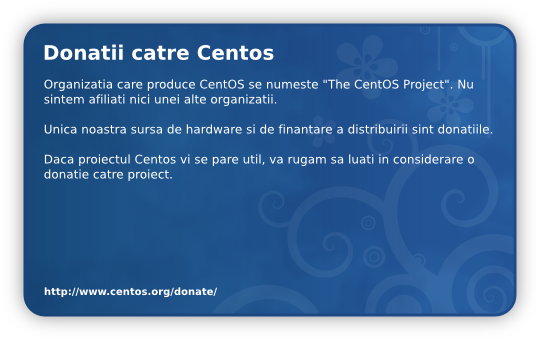 Donatii catre Centos
Organizatia care produce CentOS se numeste "The CentOS Project". Nu
sintem afiliati nici unei alte organizatii.
Unica noastra sursa de hardware si de finantare a distribuirii sint donatiile.
Daca proiectul Centos vi se pare util, va rugam sa luati in considerare o
donatie catre proiect.
http://www.centos.org/donate/